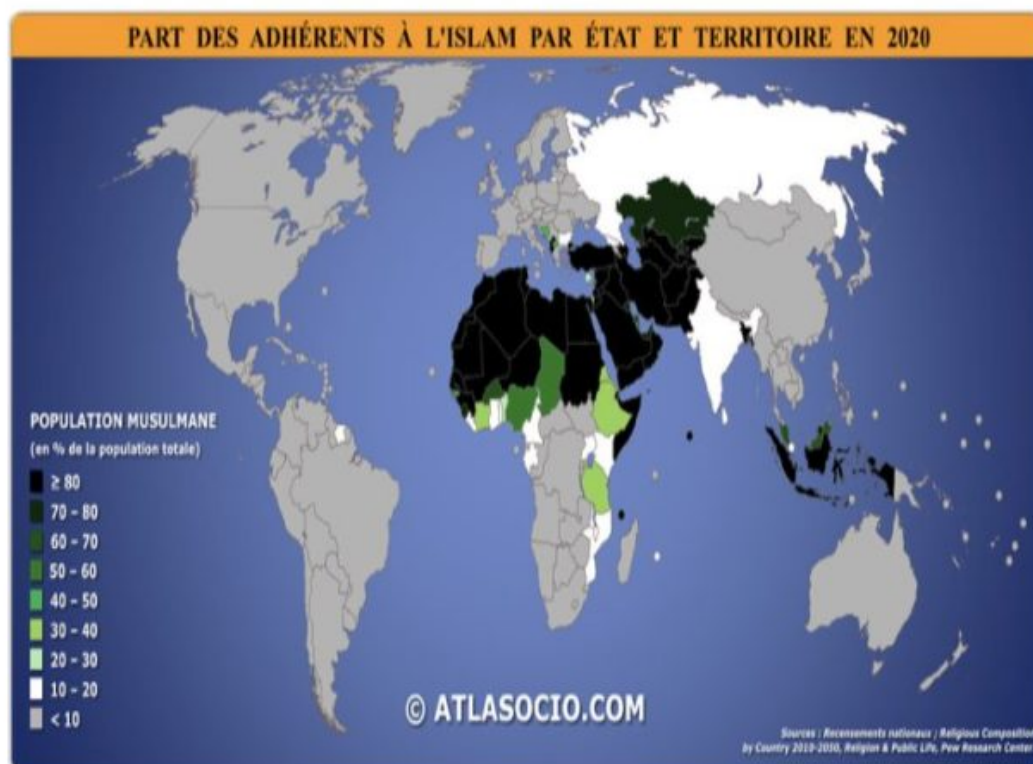 PART DES ADHÉRENTS À L'ISLAM PAR ÉTAT ET TERRITOIRE EN 2020
POPULATION MUSULMANE
(en % de la population totale)
≥ 80
70 – 80
60 – 70
50 – 60
40 – 50
30 – 40
20 – 30
10 – 20
< 10
© ATLASOCIO.COM
Sources : Recensements nationaux ; Religious Composition
by Country 2010-2050, Religion & Public Life, Pew Research Center